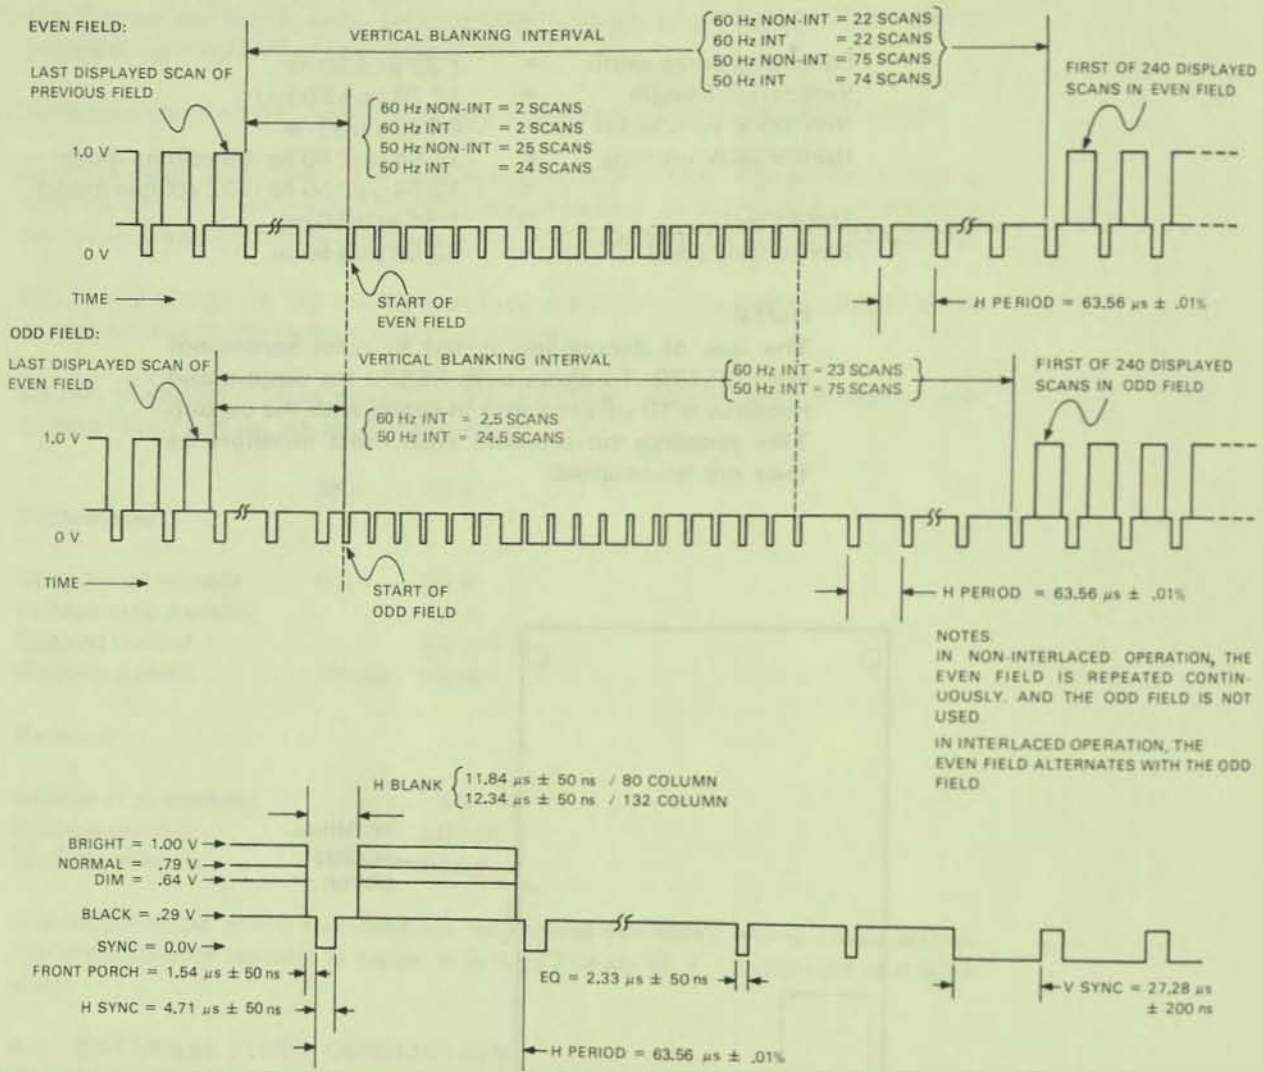 EVEN FIELD:
VERTICAL BLANKING INTERVAL
60 Hz NON-INT = 22 SCANS
60 Hz INT = 22 SCANS
50 Hz NON-INT = 75 SCANS
50 Hz INT = 74 SCANS
LAST DISPLAYED SCAN OF
PREVIOUS FIELD
FIRST OF 240 DISPLAYED
SCANS IN EVEN FIELD
60 Hz NON-INT = 2 SCANS
60 Hz INT = 2 SCANS
50 Hz NON-INT = 25 SCANS
50 Hz INT = 24 SCANS
1.0 V
0 V
TIME
START OF
EVEN FIELD
H PERIOD = 63.56 μs ± .01%
ODD FIELD:
LAST DISPLAYED SCAN OF
EVEN FIELD
VERTICAL BLANKING INTERVAL
60 Hz INT = 23 SCANS
50 Hz INT = 75 SCANS
FIRST OF 240 DISPLAYED
SCANS IN ODD FIELD
60 Hz INT = 2.5 SCANS
50 Hz INT = 24.5 SCANS
1.0 V
0 V
TIME
START OF
ODD FIELD
H PERIOD = 63.56 μs ± .01%
NOTES
IN NON-INTERLACED OPERATION, THE
EVEN FIELD IS REPEATED CONTIN-
UOUSLY. AND THE ODD FIELD IS NOT
USED
IN INTERLACED OPERATION, THE
EVEN FIELD ALTERNATES WITH THE ODD
FIELD
H BLANK
11.84 μs ± 50 ns / 80 COLUMN
12.34 μs ± 50 ns / 132 COLUMN
BRIGHT = 1.00 V
NORMAL = .79 V
DIM = .64 V
BLACK = .29 V
SYNC = 0.0V
FRONT PORCH = 1.54 μs ± 50 ns
H SYNC = 4.71 μs ± 50 ns
EQ = 2.33 μs ± 50 ns
V SYNC = 27.28 μs
± 200 ns
H PERIOD = 63.56 μs ± .01%